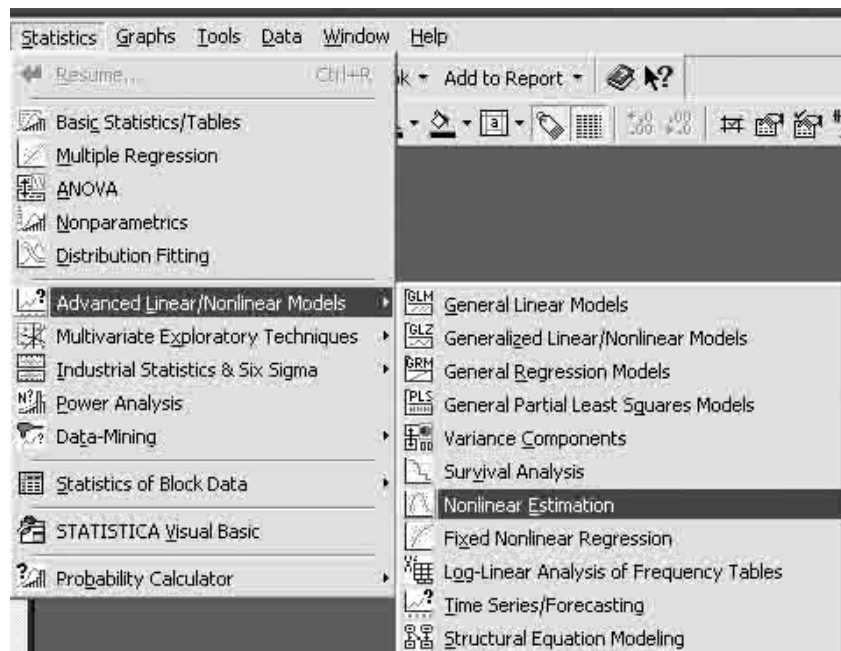 Statistics Graphs Tools Data Window Help
Resume... Ctrl+R
Add to Report
Basic Statistics/Tables
Multiple Regression
ANOVA
Nonparametrics
Distribution Fitting
Advanced Linear/Nonlinear Models
Multivariate Exploratory Techniques
Industrial Statistics & Six Sigma
Power Analysis
Data-Mining
Statistics of Block Data
STATISTICA Visual Basic
Probability Calculator
GLM General Linear Models
GLZ Generalized Linear/Nonlinear Models
GRM General Regression Models
PLS General Partial Least Squares Models
Variance Components
Survival Analysis
Nonlinear Estimation
Fixed Nonlinear Regression
Log-Linear Analysis of Frequency Tables
Time Series/Forecasting
Structural Equation Modeling